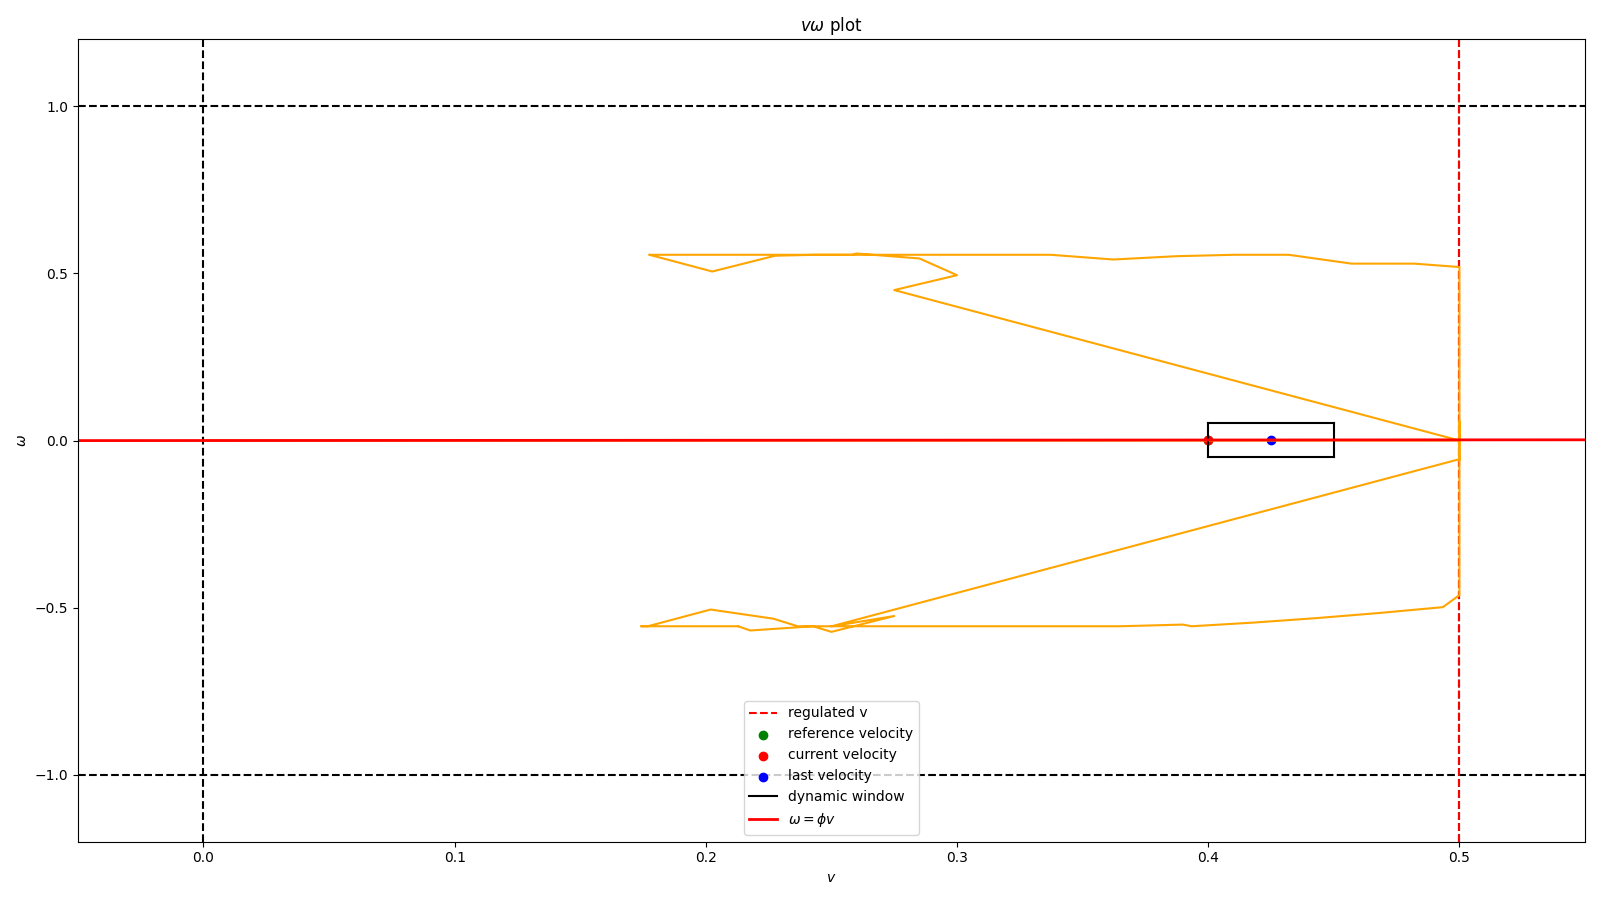 vω plot
1.0
0.5
0.0
−0.5
−1.0
ω
regulated v
reference velocity
current velocity
last velocity
dynamic window
ω = ϕv
0.0 0.1 0.2 0.3 0.4 0.5
v